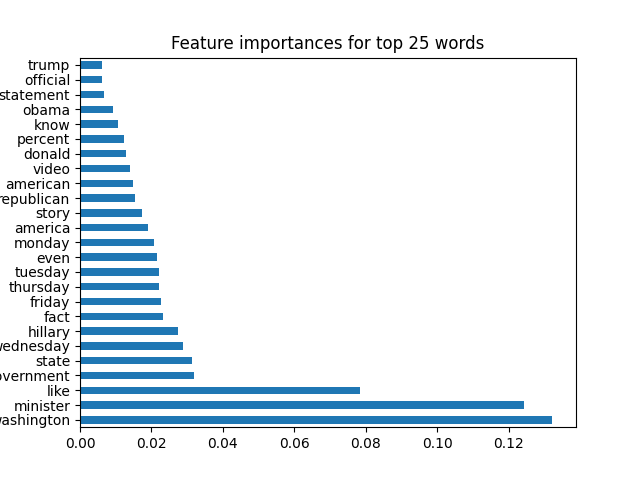 Feature importances for top 25 words
trump
official
statement
obama
know
percent
donald
video
american
republican
story
america
monday
even
tuesday
thursday
friday
fact
hillary
wednesday
state
overnment
like
minister
washington
0.00 0.02 0.04 0.06 0.08 0.10 0.12